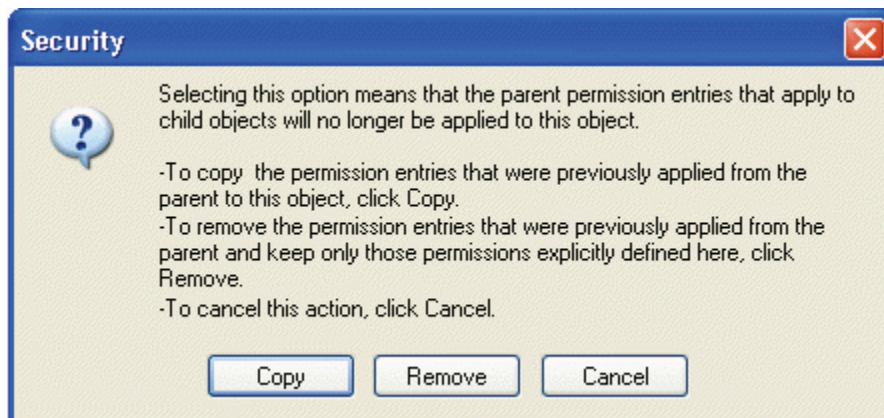 Security
Selecting this option means that the parent permission entries that apply to
child objects will no longer be applied to this object.
-To copy  the permission entries that were previously applied from the
parent to this object, click Copy.
-To remove the permission entries that were previously applied from the
parent and keep only those permissions explicitly defined here, click
Remove.
-To cancel this action, click Cancel.
Copy Remove Cancel